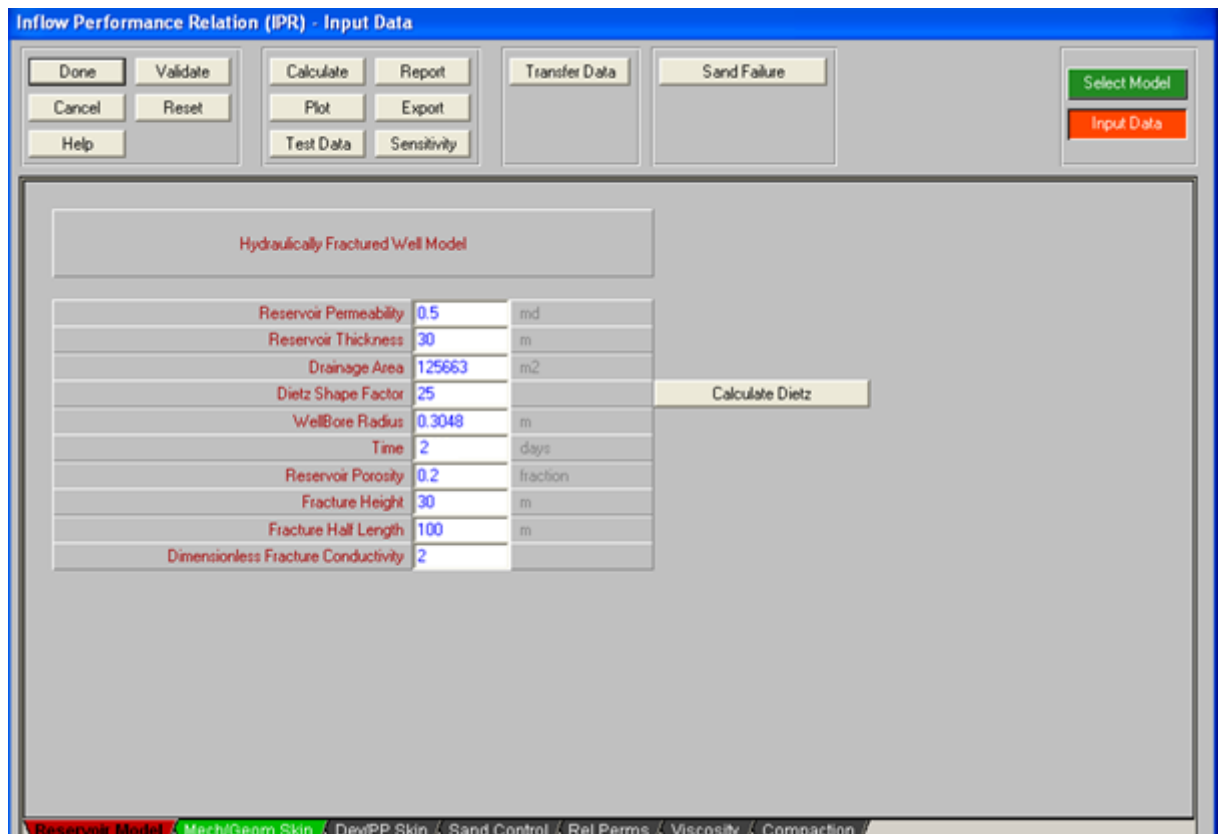 Inflow Performance Relation (IPR) - Input Data
Done Validate Calculate Report Transfer Data Sand Failure Select Model
Cancel Reset Plot Export Input Data
Help Test Data Sensitivity
Hydraulically Fractured Well Model
Reservoir Permeability 0.5 md
Reservoir Thickness 30 m
Drainage Area 125663 m2
Dietz Shape Factor 25 Calculate Dietz
WellBore Radius 0.3048 m
Time 2 days
Reservoir Porosity 0.2 fraction
Fracture Height 30 m
Fracture Half Length 100 m
Dimensionless Fracture Conductivity 2
Reservoir Model Mech/Geom Skin Dev/PP Skin Sand Control Rel Perms Viscosity Compaction